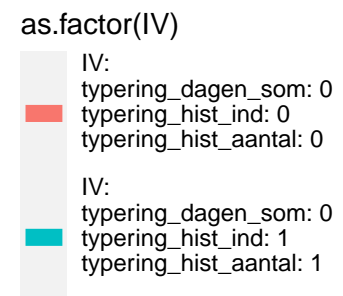 as.factor(IV)
IV:
typering_dagen_som: 0
typering_hist_ind: 0
typering_hist_aantal: 0
IV:
typering_dagen_som: 0
typering_hist_ind: 1
typering_hist_aantal: 1